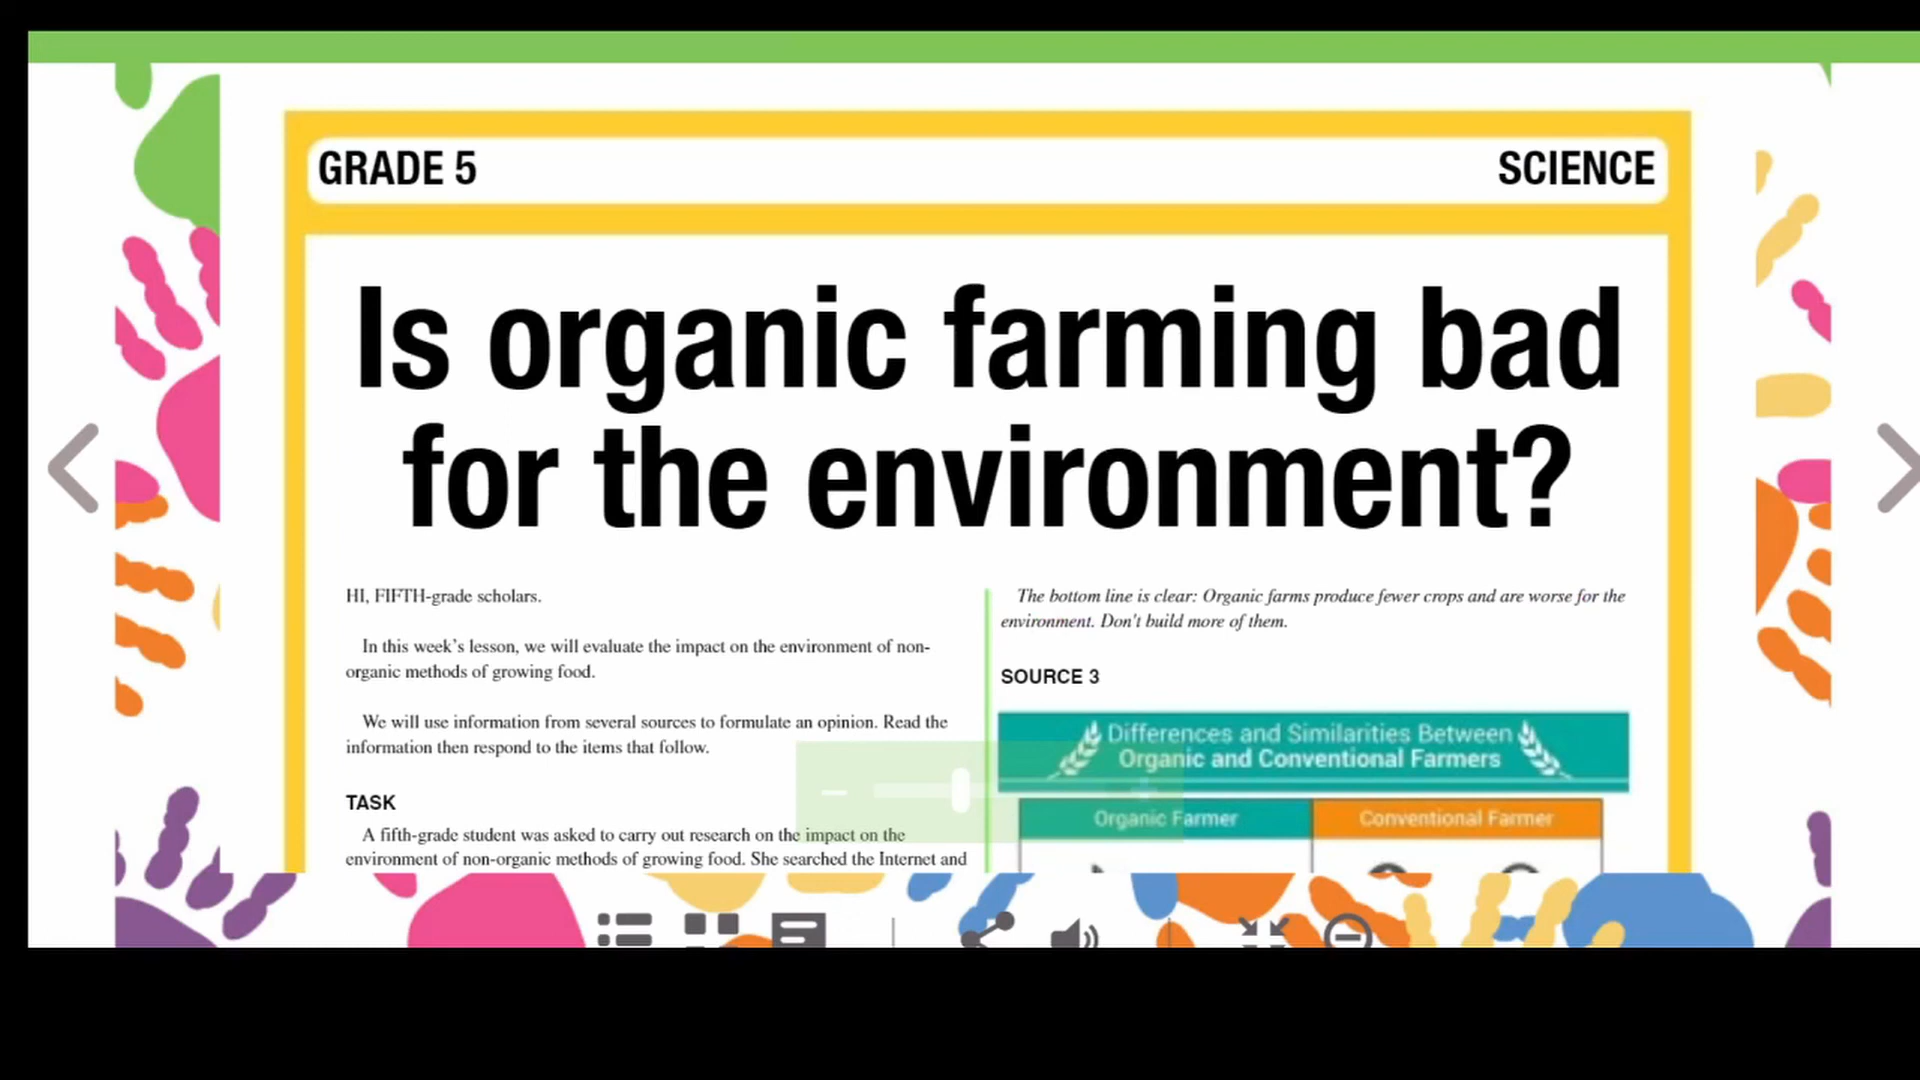 GRADE 5
SCIENCE
Is organic farming bad
for the environment?
HI, FIFTH-grade scholars.
In this week's lesson, we will evaluate the impact on the environment of non-
organic methods of growing food.
We will use information from several sources to formulate an opinion. Read the
information then respond to the items that follow.
TASK
A fifth-grade student was asked to carry out research on the impact on the
environment of non-organic methods of growing food. She searched the Internet and
The bottom line is clear: Organic farms produce fewer crops and are worse for the
environment. Don't build more of them.
SOURCE 3
Differences and Similarities Between
Organic and Conventional Farmers
Organic Farmer
Conventional Farmer